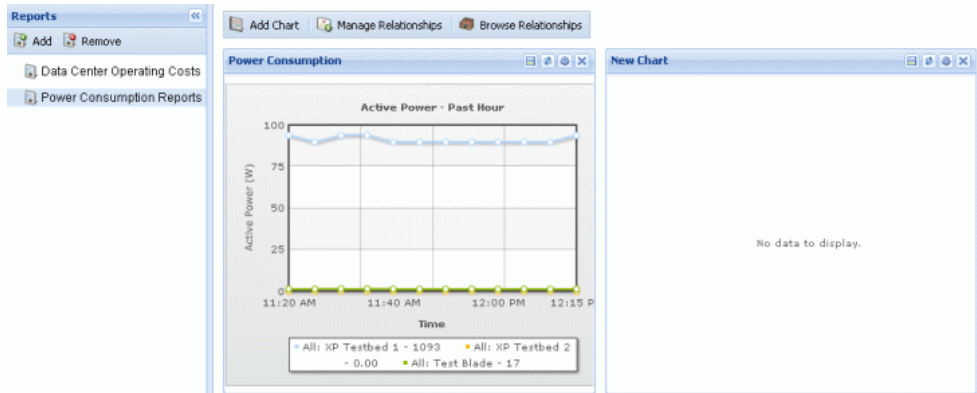 Reports
Add Remove
Data Center Operating Costs
Power Consumption Reports
Add Chart Manage Relationships Browse Relationships
Power Consumption
Active Power - Past Hour
Active Power (W)
100
75
50
25
0
11:20 AM 11:40 AM 12:00 PM 12:15 P
Time
All: XP Testbed 1 - 1093 All: XP Testbed 2
- 0.00 All: Test Blade - 17
New Chart
No data to display.